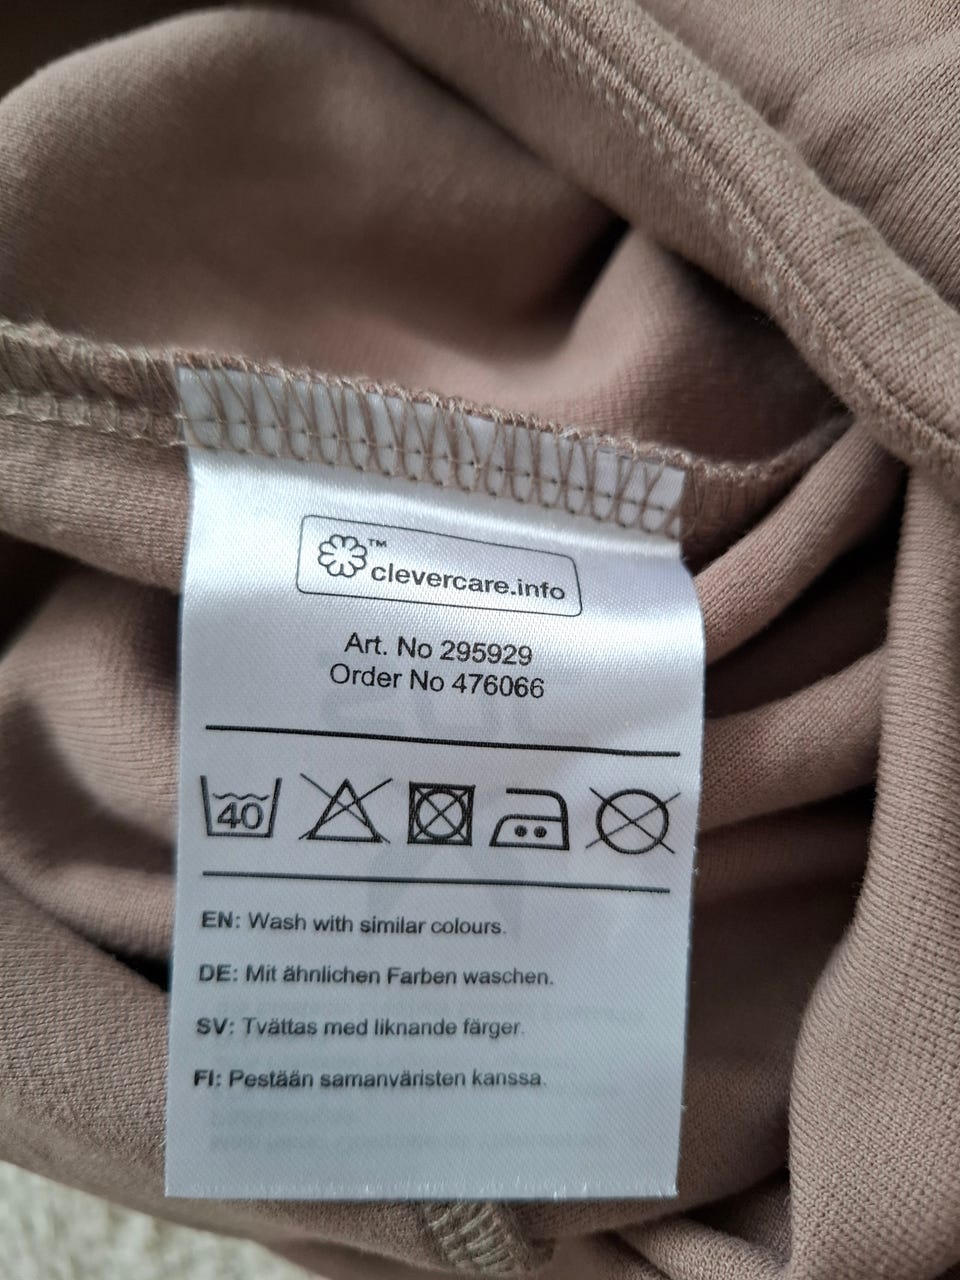 ™
clevercare.info
Art. No 295929
Order No 476066
40
EN: Wash with similar colours.
DE: Mit ähnlichen Farben waschen.
SV: Tvättas med liknande färger.
FI: Pestään samanväristen kanssa.